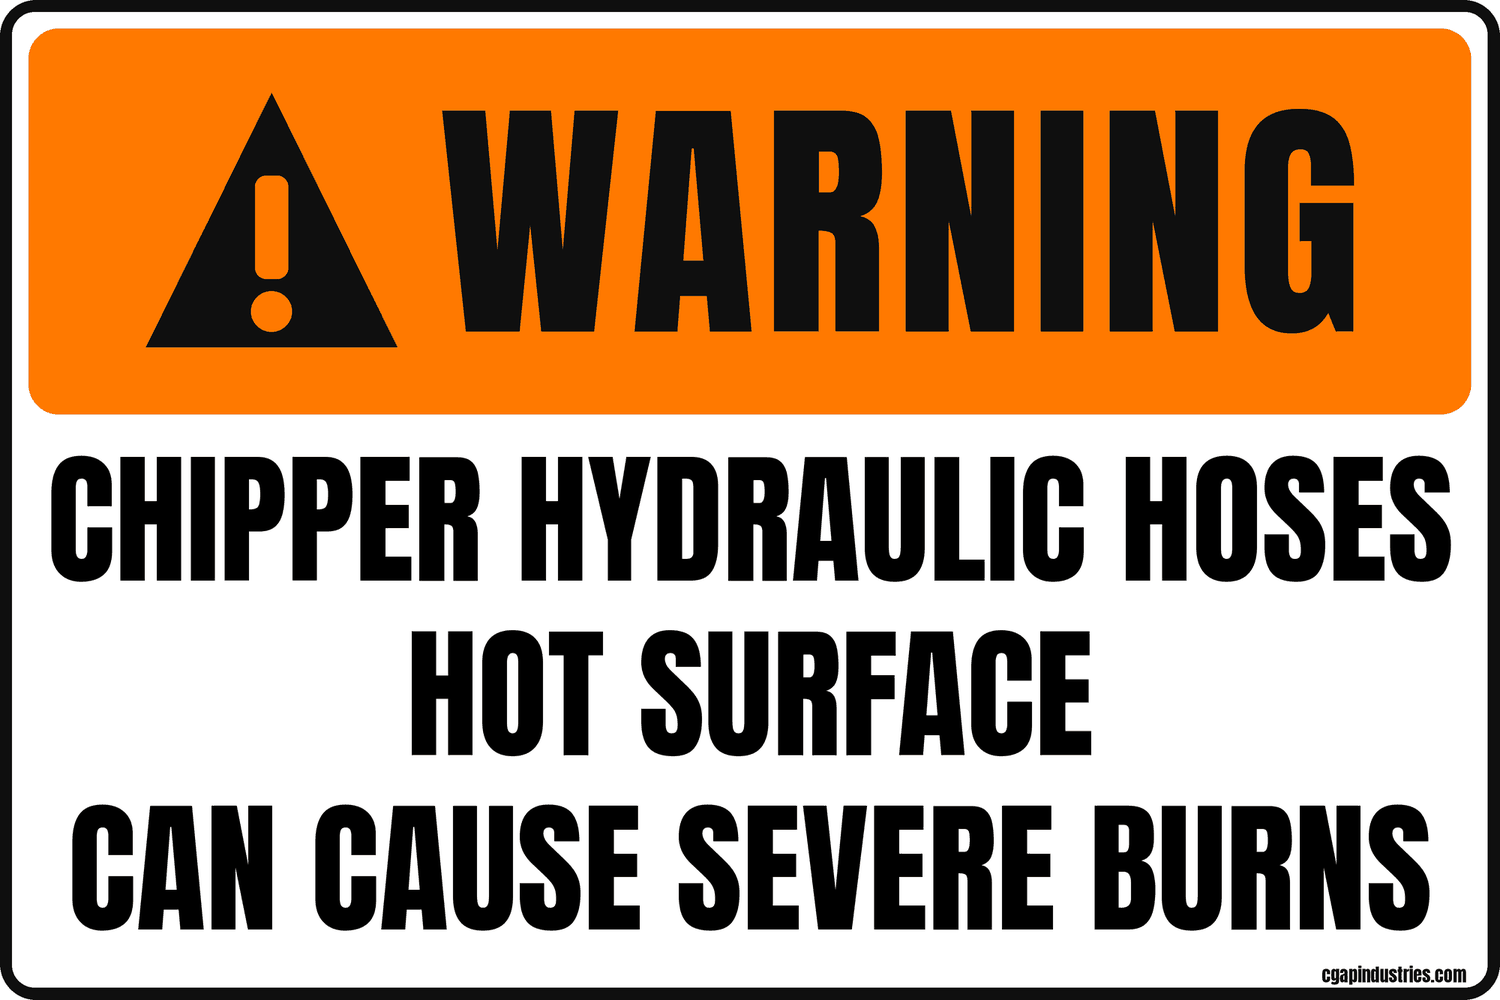 WARNING
CHIPPER HYDRAULIC HOSES
HOT SURFACE
CAN CAUSE SEVERE BURNS
cgapindustries.com